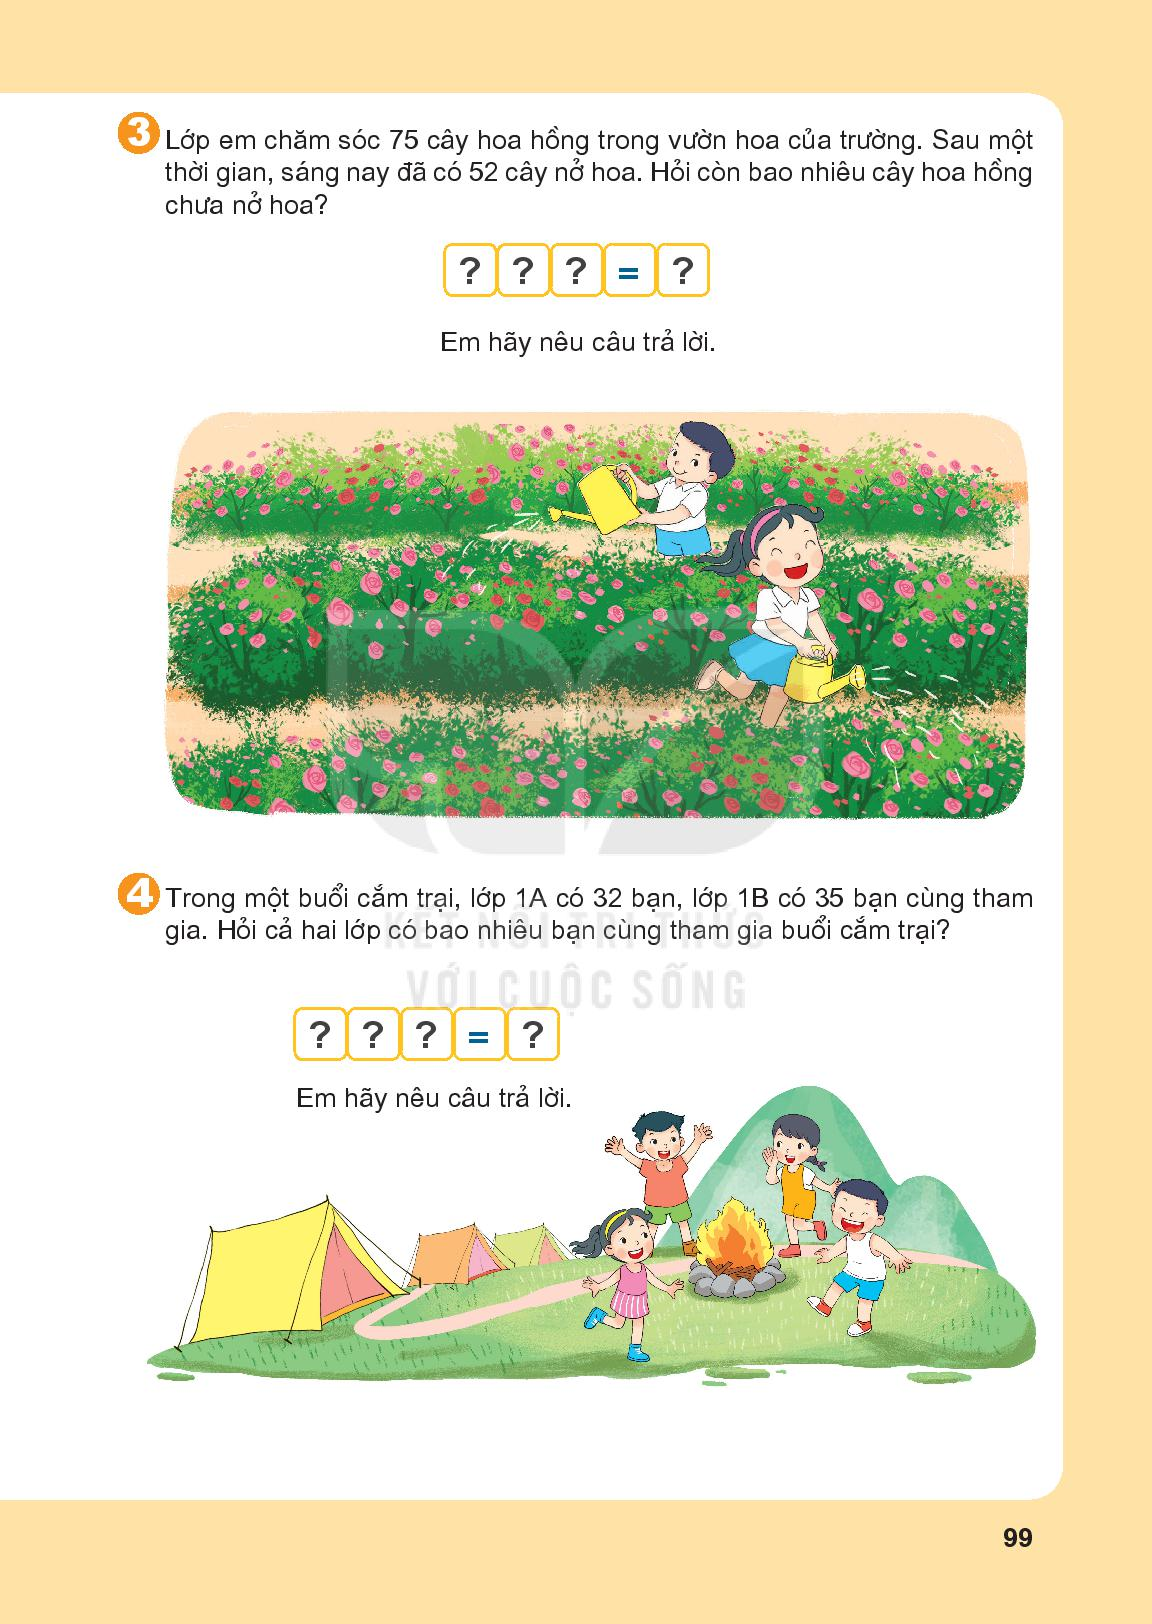 3 Lớp em chăm sóc 75 cây hoa hồng trong vườn hoa của trường. Sau một
thời gian, sáng nay đã có 52 cây nở hoa. Hỏi còn bao nhiêu cây hoa hồng
chưa nở hoa?
? ? ? = ?
Em hãy nêu câu trả lời.
4 Trong một buổi cắm trại, lớp 1A có 32 bạn, lớp 1B có 35 bạn cùng tham
gia. Hỏi cả hai lớp có bao nhiêu bạn cùng tham gia buổi cắm trại?
KẾT NỐI TRI THỨC
VỚI CUỘC SỐNG
? ? ? = ?
Em hãy nêu câu trả lời.
99